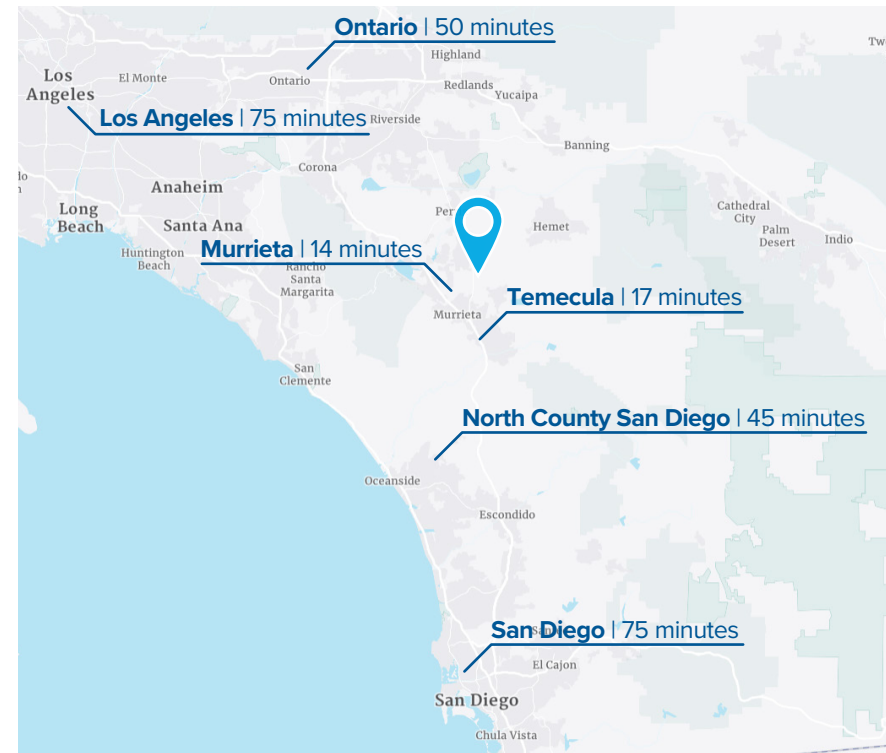 Ontario | 50 minutes
Highland
Los
Angeles
El Monte
Ontario
Redlands
Yucaipa
Los Angeles | 75 minutes
Riverside
Banning
Corona
Anaheim
Long
Beach
Santa Ana
Per
Hemet
Cathedral
City
Palm
Desert
Indio
Huntington
Beach
Murrieta | 14 minutes
Rancho
Santa
Margarita
Temecula | 17 minutes
Murrieta
San
Clemente
North County San Diego | 45 minutes
Oceanside
Escondido
San Diego | 75 minutes
El Cajon
San Diego
Chula Vista